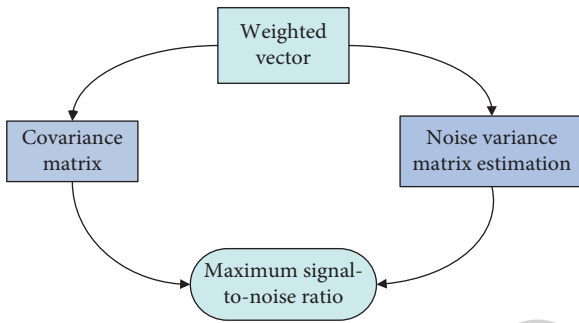 Weighted
vector
Covariance
matrix
Noise variance
matrix estimation
Maximum signal-
to-noise ratio